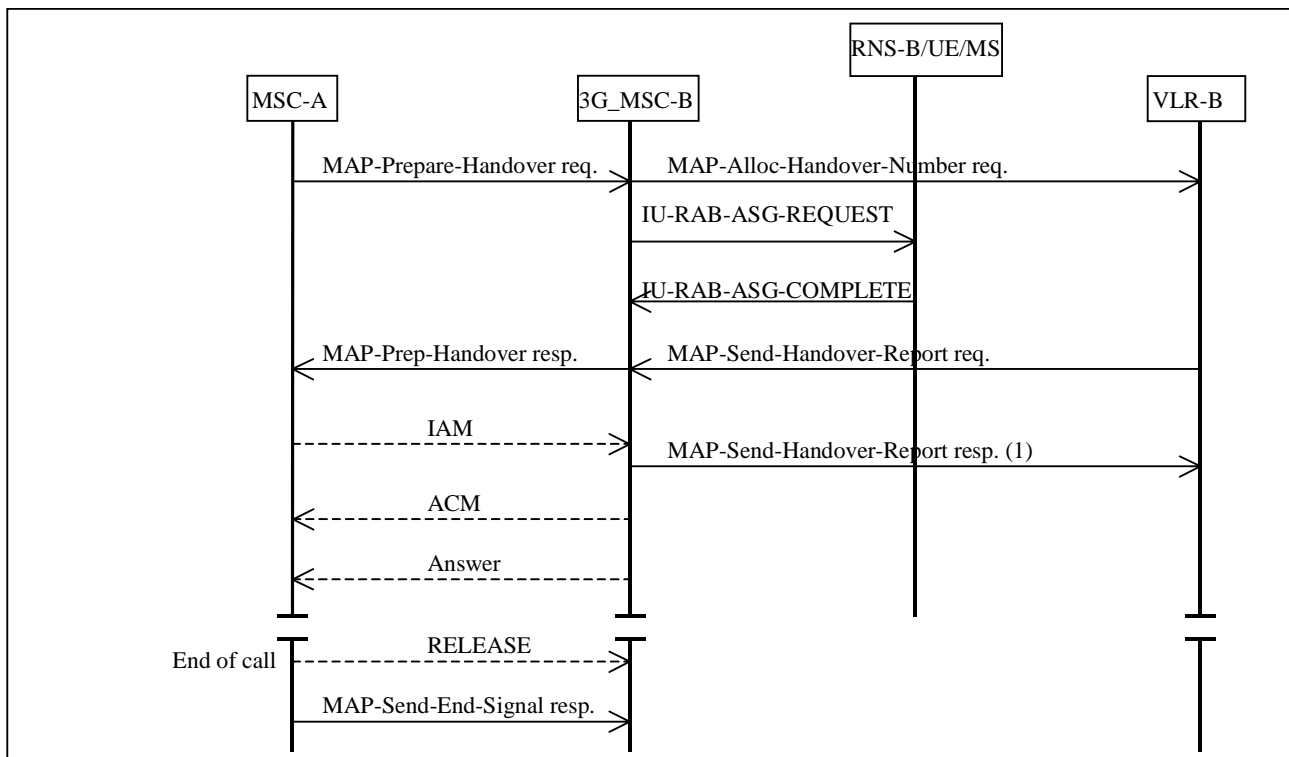 RNS-B/UE/MS
MSC-A
3G_MSC-B
VLR-B
MAP-Prepare-Handover req.
MAP-Alloc-Handover-Number req.
IU-RAB-ASG-REQUEST
IU-RAB-ASG-COMPLETE
MAP-Prep-Handover resp.
MAP-Send-Handover-Report req.
IAM
MAP-Send-Handover-Report resp. (1)
ACM
Answer
RELEASE
End of call
MAP-Send-End-Signal resp.